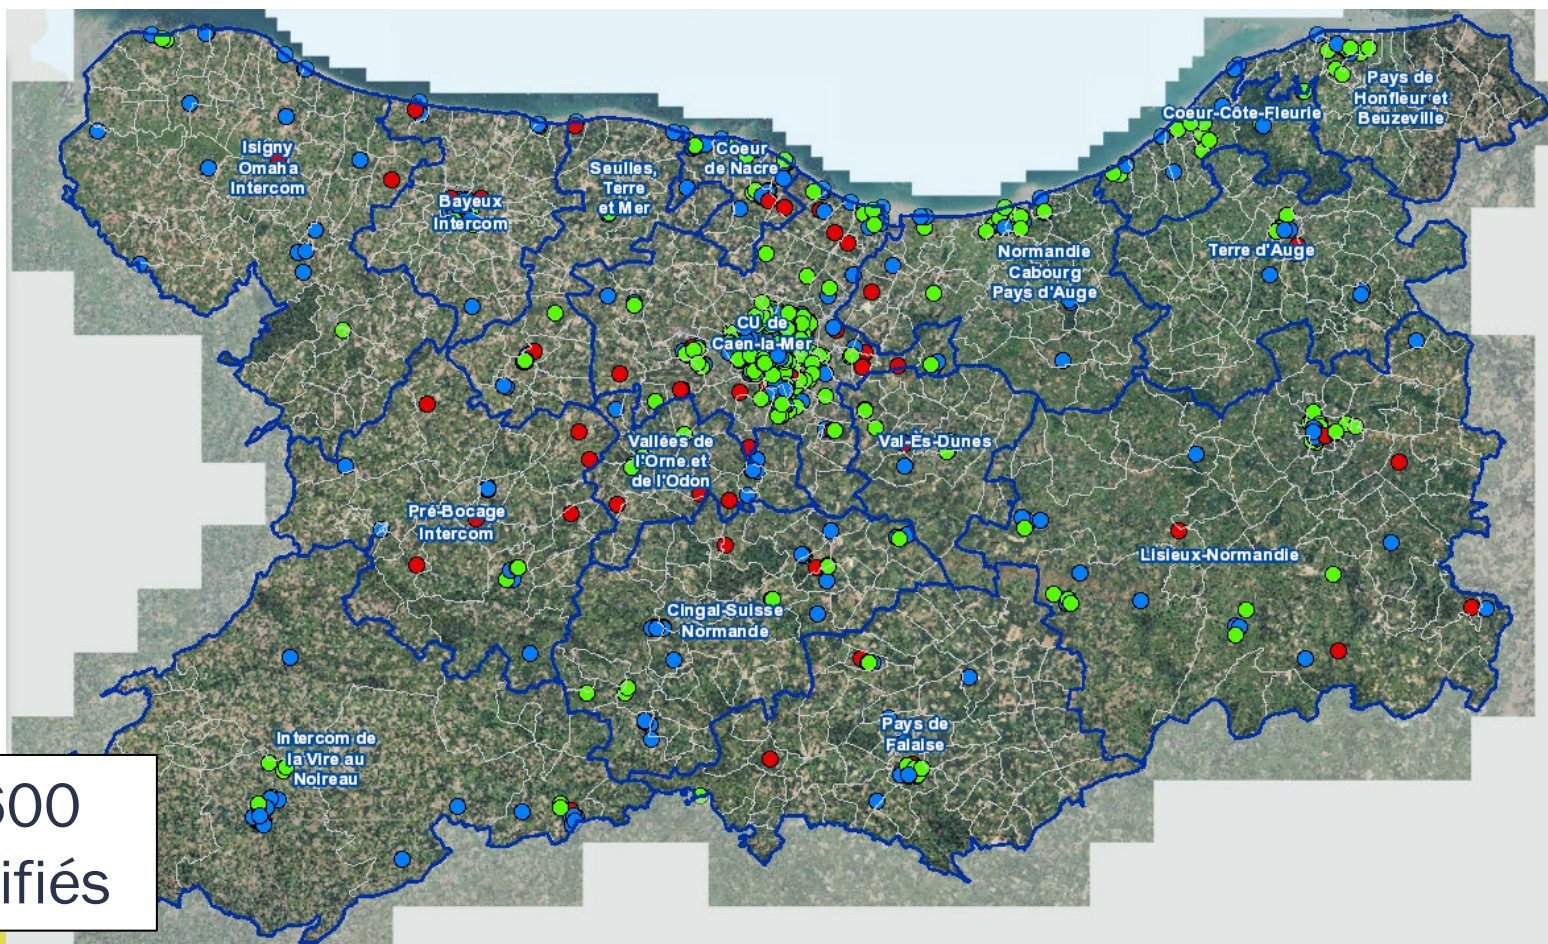 Pays de
Honfleur et
Beuzeville
Coeur-Côte-Fleurie
Isigny
Omaha
Intercom
Coeur
de Nacre
Seulles,
Terre
et Mer
Bayeux
Intercom
Normandie
Cabourg
Pays d'Auge
Terre d'Auge
CU de
Caen-la-Mer
Vallées de
l'Orne et
de l'Odon
Val-Ès-Dunes
Pré-Bocage
Intercom
Lisieux-Normandie
Cingal-Suisse
Normande
Pays de
Falaise
Intercom de
la Vire au
Noireau
600
ifiés